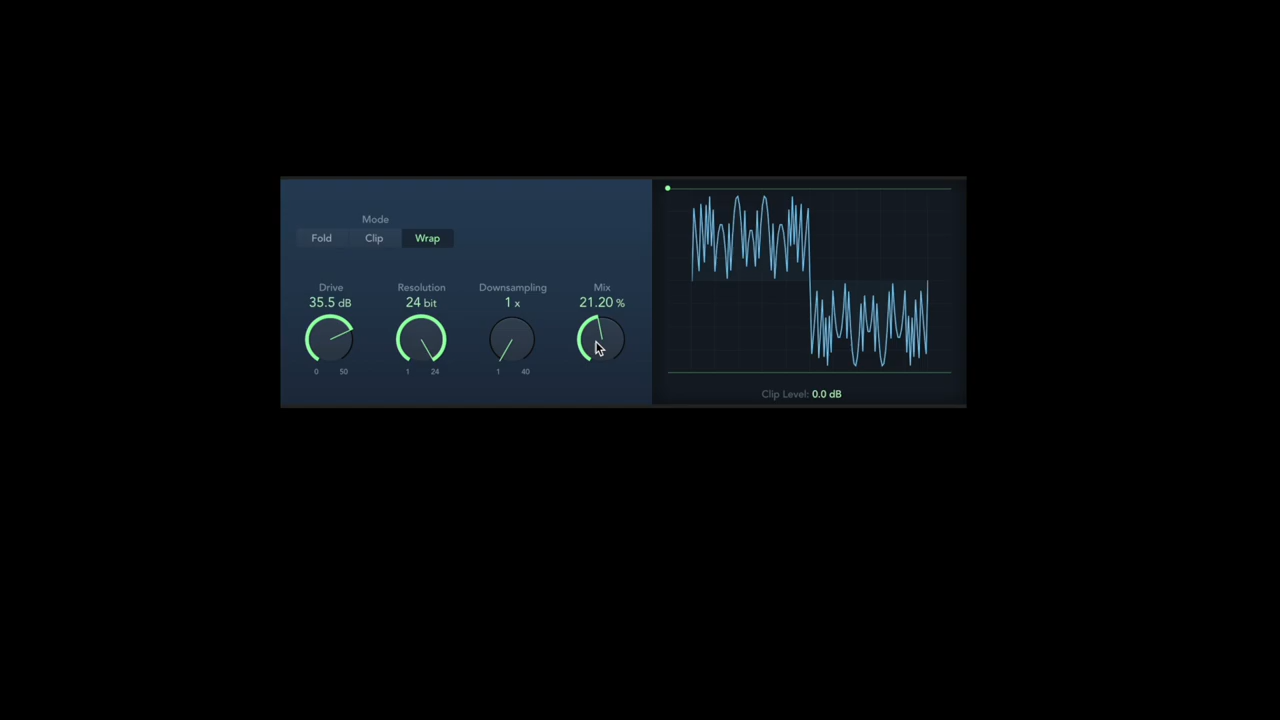 Mode
Fold Clip Wrap
Drive Resolution Downsampling Mix
35.5 dB 24 bit 1 x 21.20 %
0 50 1 24 1 40
Clip Level: 0.0 dB